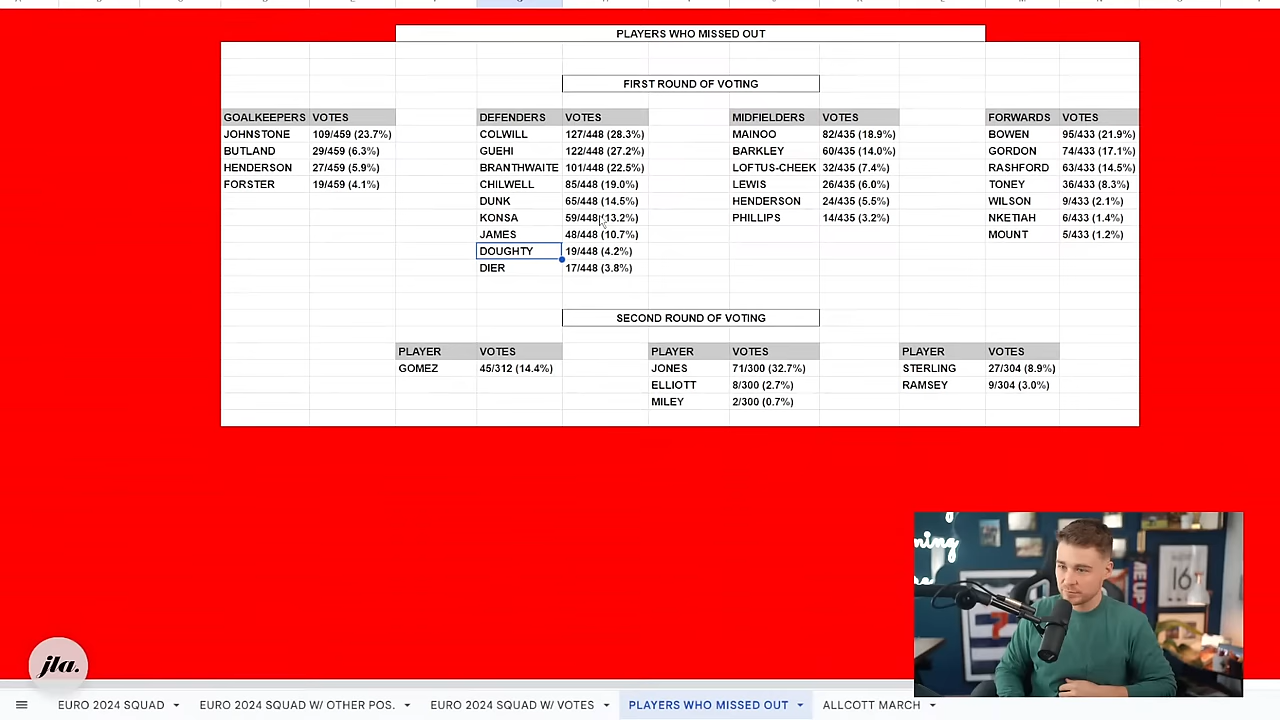 PLAYERS WHO MISSED OUT
FIRST ROUND OF VOTING
GOALKEEPERS VOTES DEFENDERS VOTES MIDFIELDERS VOTES FORWARDS VOTES
JOHNSTONE 109/459 (23.7%) COLWILL 127/448 (28.3%) MAINOO 82/435 (18.9%) BOWEN 95/433 (21.9%)
BUTLAND 29/459 (6.3%) GUEHI 122/448 (27.2%) BARKLEY 60/435 (14.0%) GORDON 74/433 (17.1%)
HENDERSON 27/459 (5.9%) BRANTHWAITE 101/448 (22.5%) LOFTUS-CHEEK 32/435 (7.4%) RASHFORD 63/433 (14.5%)
FORSTER 19/459 (4.1%) CHILWELL 85/448 (19.0%) LEWIS 26/435 (6.0%) TONEY 36/433 (8.3%)
DUNK 65/448 (14.5%) HENDERSON 24/435 (5.5%) WILSON 9/433 (2.1%)
KONSA 59/448 (13.2%) PHILLIPS 14/435 (3.2%) NKETIAH 6/433 (1.4%)
JAMES 48/448 (10.7%) MOUNT 5/433 (1.2%)
DOUGHTY 19/448 (4.2%)
DIER 17/448 (3.8%)
SECOND ROUND OF VOTING
PLAYER VOTES PLAYER VOTES PLAYER VOTES
GOMEZ 45/312 (14.4%) JONES 71/300 (32.7%) STERLING 27/304 (8.9%)
ELLIOTT 8/300 (2.7%) RAMSEY 9/304 (3.0%)
MILEY 2/300 (0.7%)
16
jla.
EURO 2024 SQUAD EURO 2024 SQUAD W/ OTHER POS. EURO 2024 SQUAD W/ VOTES PLAYERS WHO MISSED OUT ALLCOTT MARCH